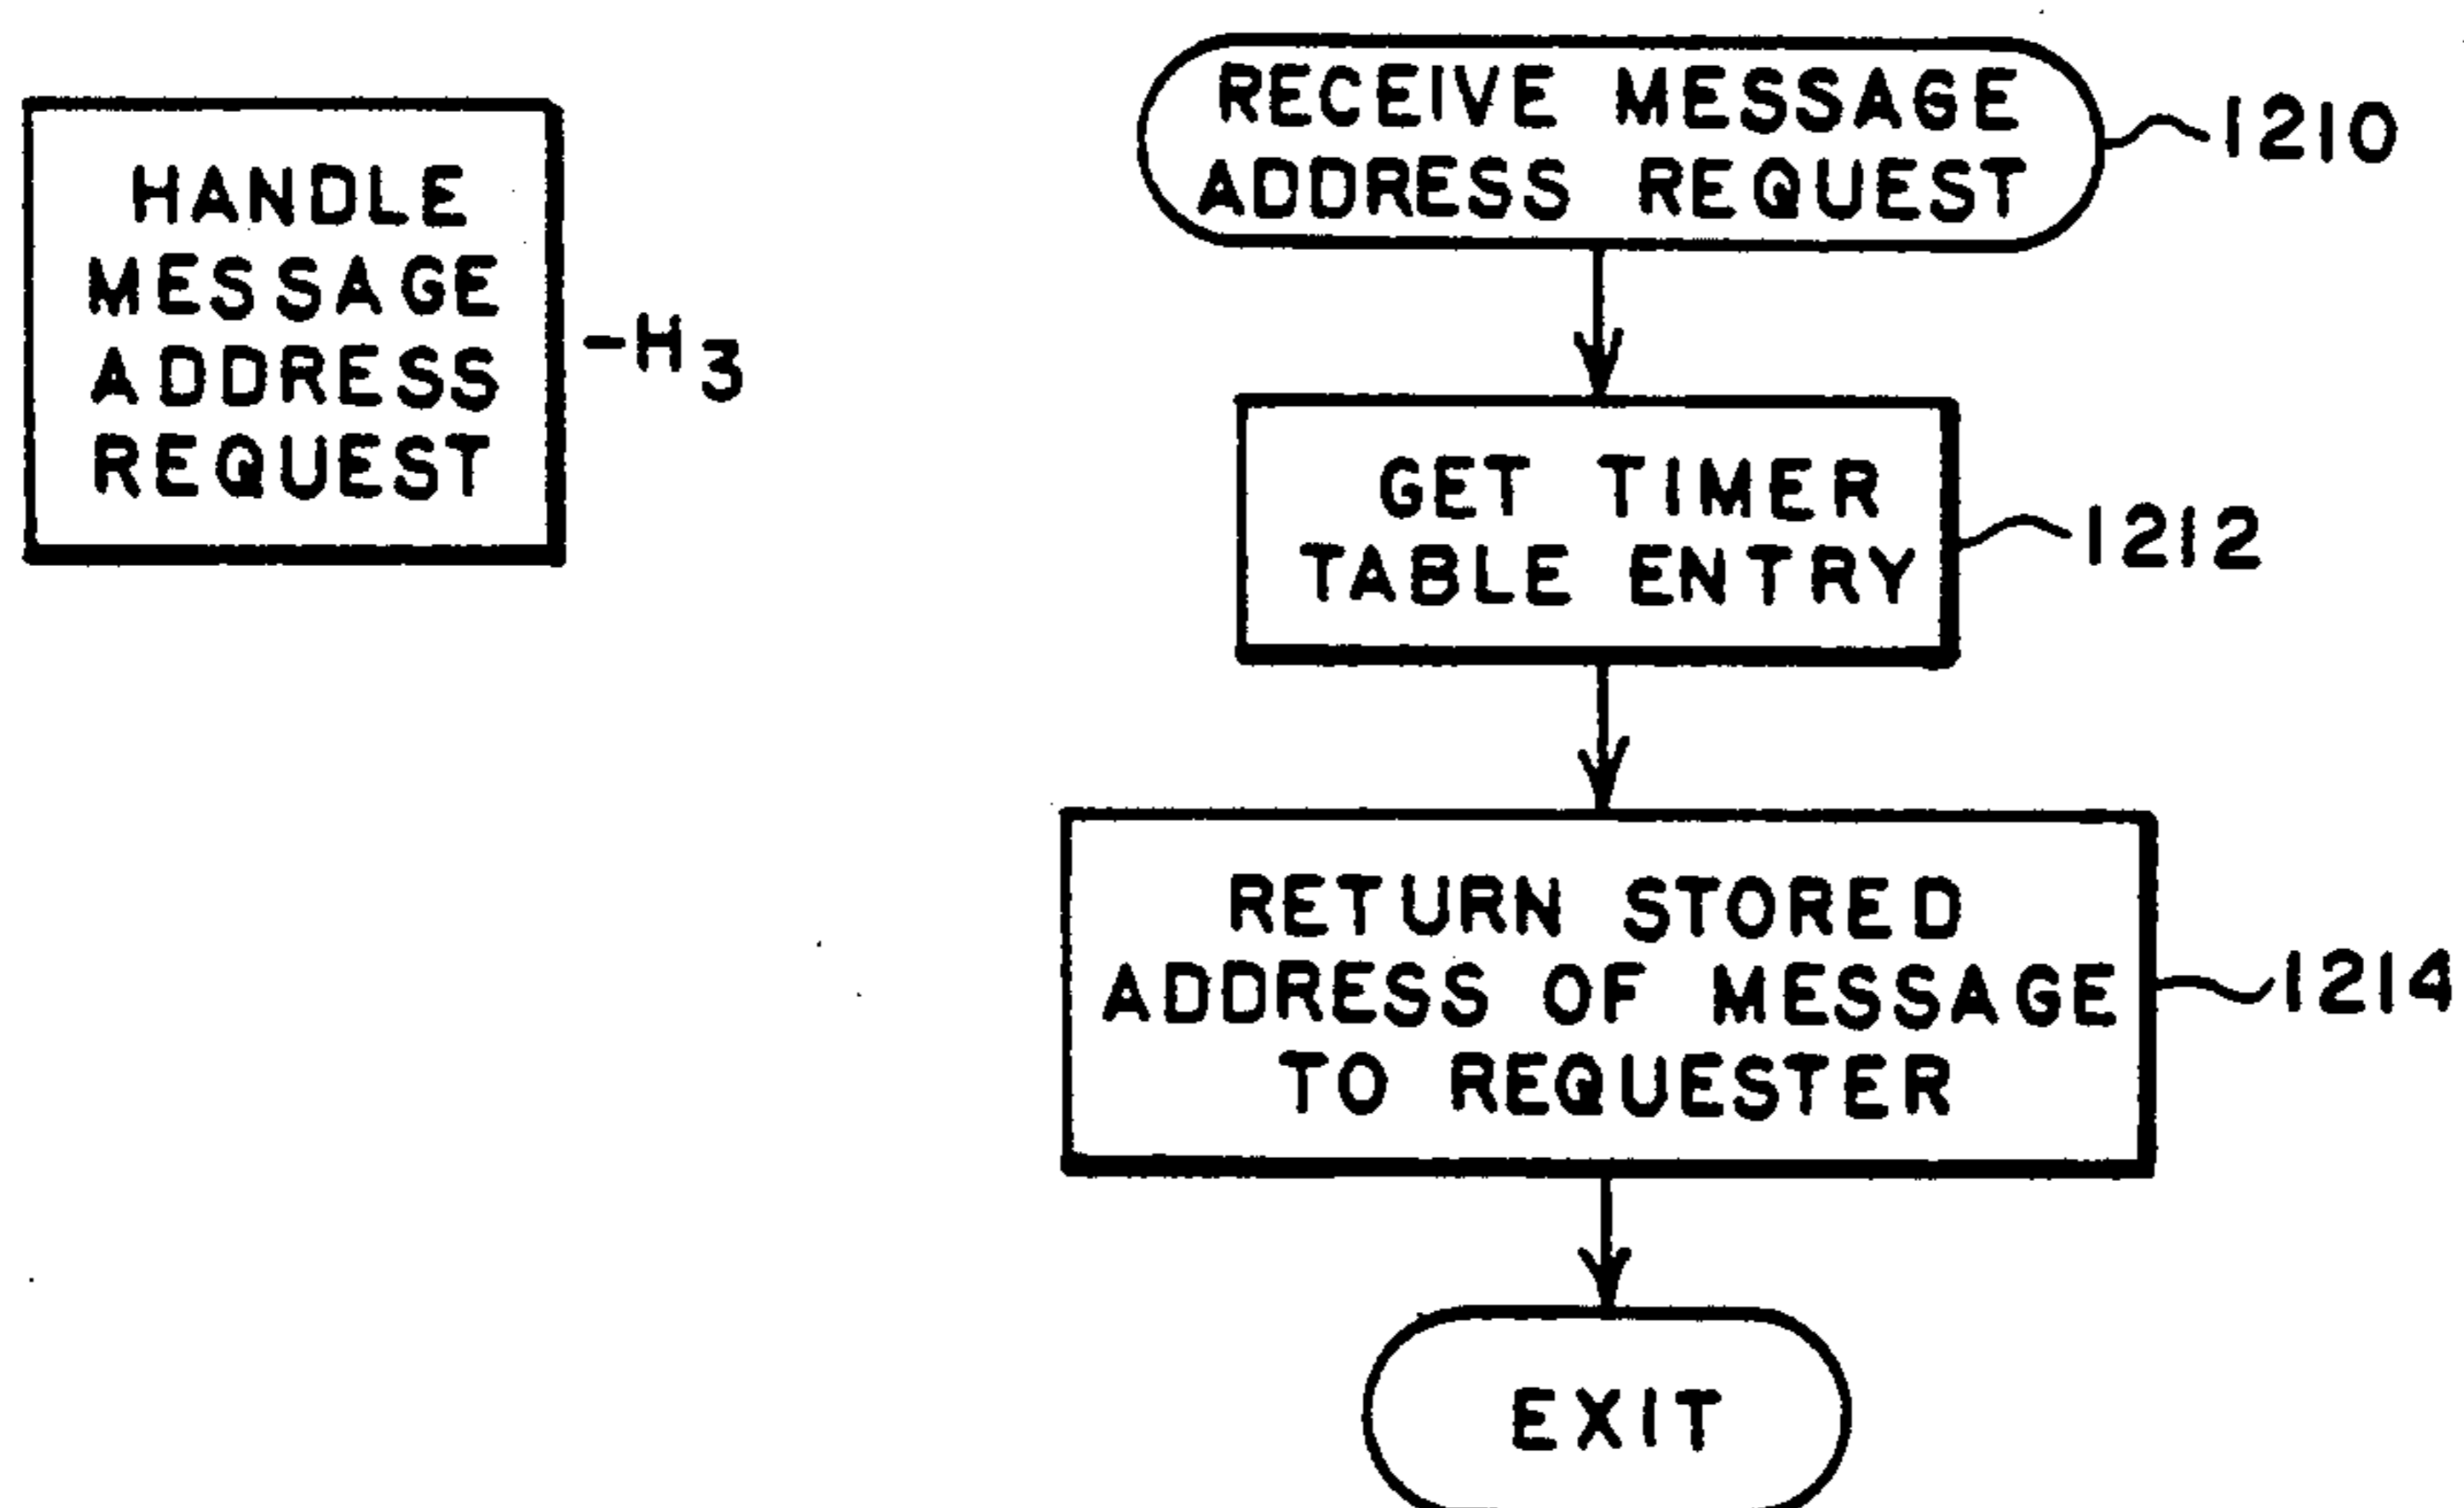 HANDLE
MESSAGE
ADDRESS
REQUEST
-H3
RECEIVE MESSAGE
ADDRESS REQUEST
1210
GET TIMER
TABLE ENTRY
1212
RETURN STORED
ADDRESS OF MESSAGE
TO REQUESTER
1214
EXIT